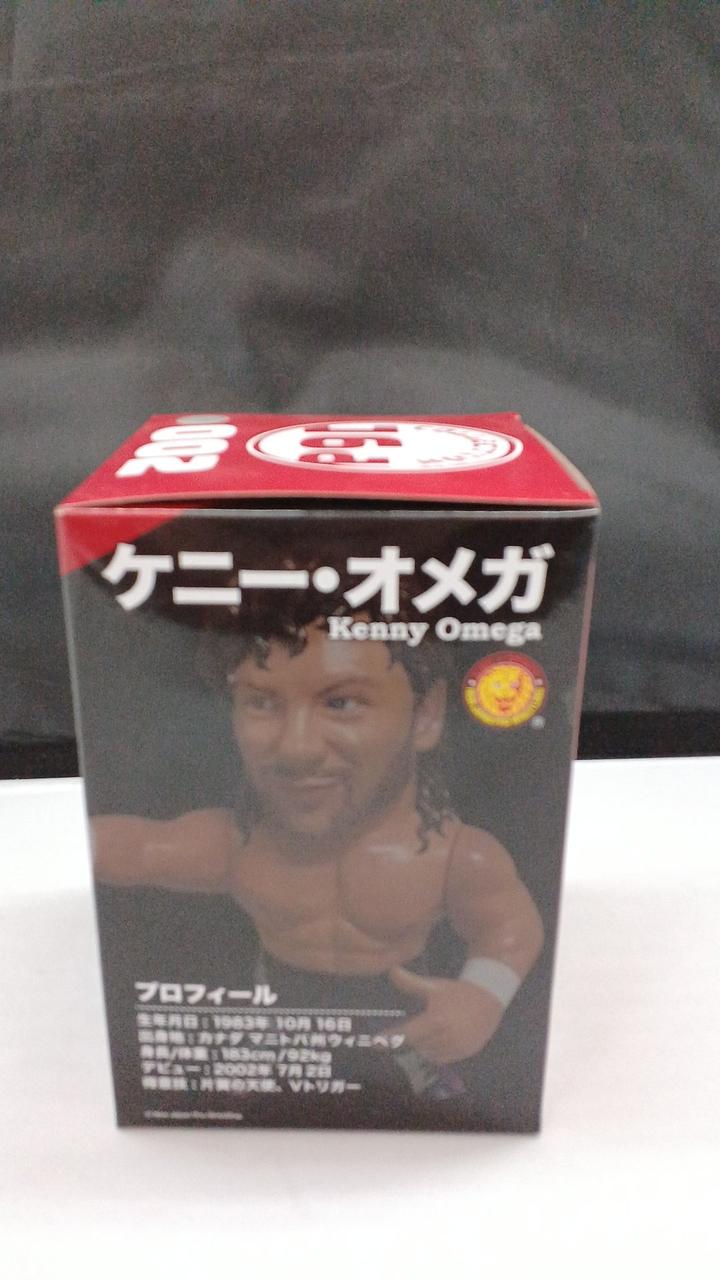 002
ケニー・オメガ
Kenny Omega
プロフィール
生年月日：1983年 10月 16日
出身地：カナダ マニトバ州ウィニペグ
身長/体重：183cm/92kg
デビュー：2002年 7月 2日
得意技：片翼の天使、Vトリガー